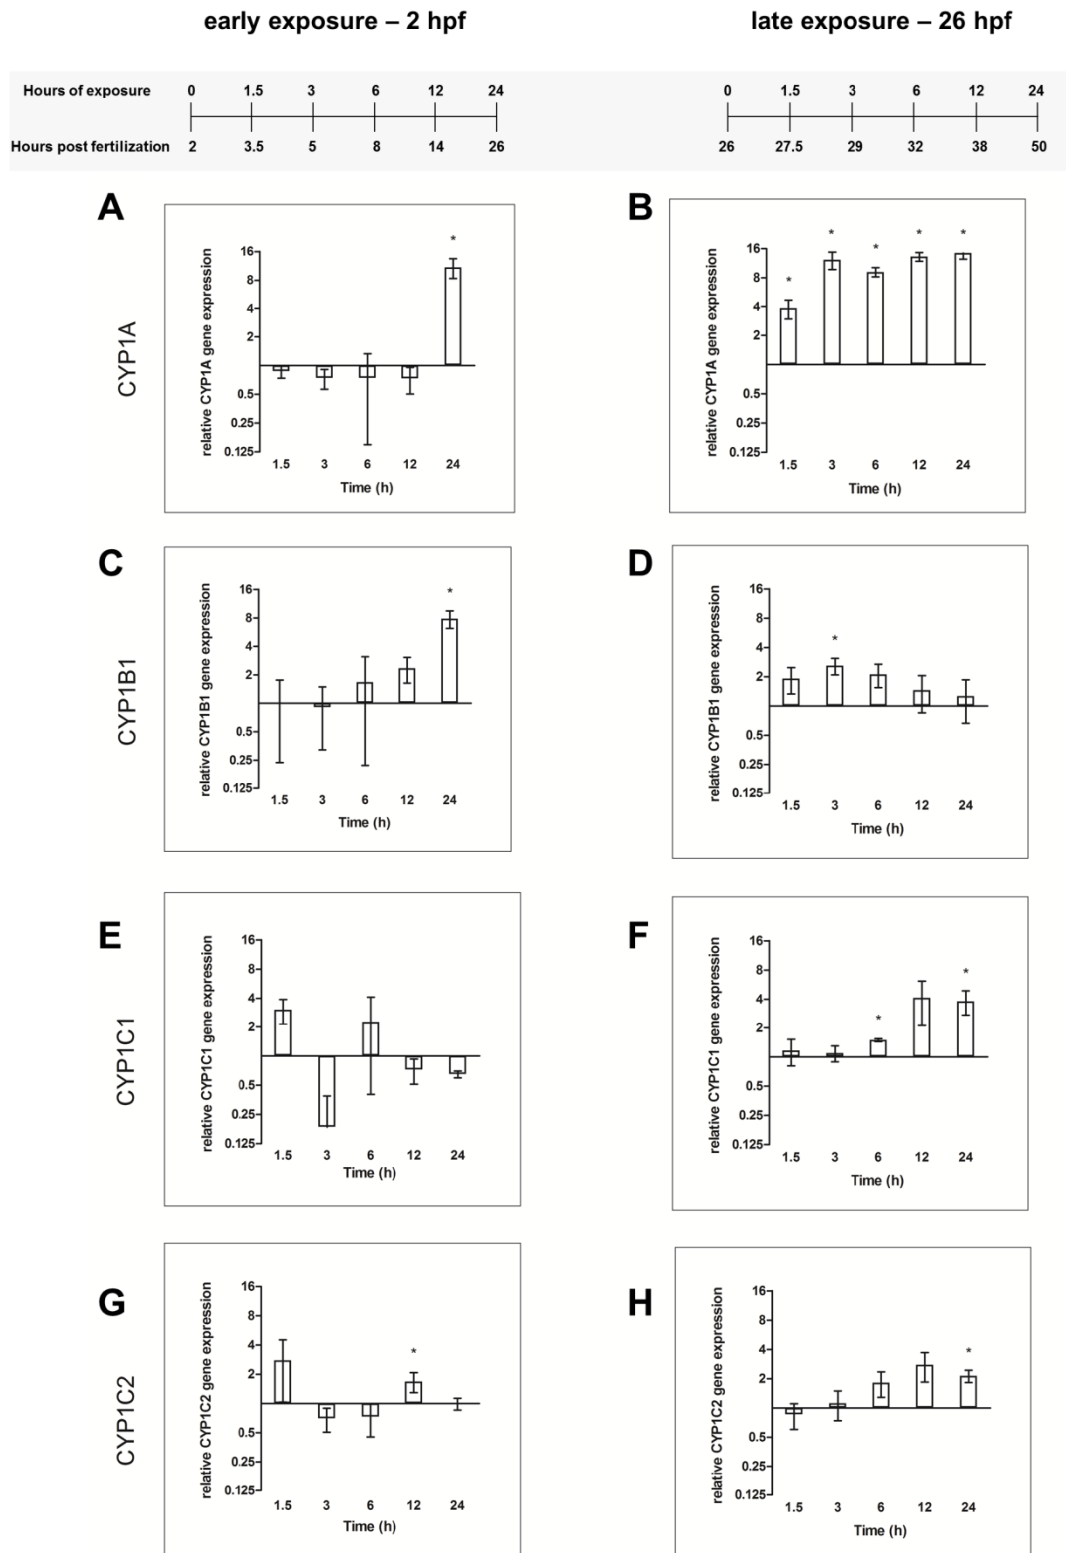 early exposure – 2 hpf
late exposure – 26 hpf
Hours of exposure 0 1.5 3 6 12 24
0 1.5 3 6 12 24
Hours post fertilization 2 3.5 5 8 14 26
26 27.5 29 32 38 50
A
CYP1A
relative CYP1A gene expression
16
8
4
2
0.5
0.25
0.125
1.5 3 6 12 24
Time (h)
*
B
relative CYP1A gene expression
16
8
4
2
0.5
0.25
0.125
1.5 3 6 12 24
Time (h)
* * * * *
C
CYP1B1
relative CYP1B1 gene expression
16
8
4
2
0.5
0.25
0.125
1.5 3 6 12 24
Time (h)
*
D
relative CYP1B1 gene expression
16
8
4
2
0.5
0.25
0.125
1.5 3 6 12 24
Time (h)
*
E
CYP1C1
relative CYP1C1 gene expression
16
8
4
2
0.5
0.25
0.125
1.5 3 6 12 24
Time (h)
F
relative CYP1C1 gene expression
16
8
4
2
0.5
0.25
0.125
1.5 3 6 12 24
Time (h)
* *
G
CYP1C2
relative CYP1C2 gene expression
16
8
4
2
0.5
0.25
0.125
1.5 3 6 12 24
Time (h)
*
H
relative CYP1C2 gene expression
16
8
4
2
0.5
0.25
0.125
1.5 3 6 12 24
Time (h)
*